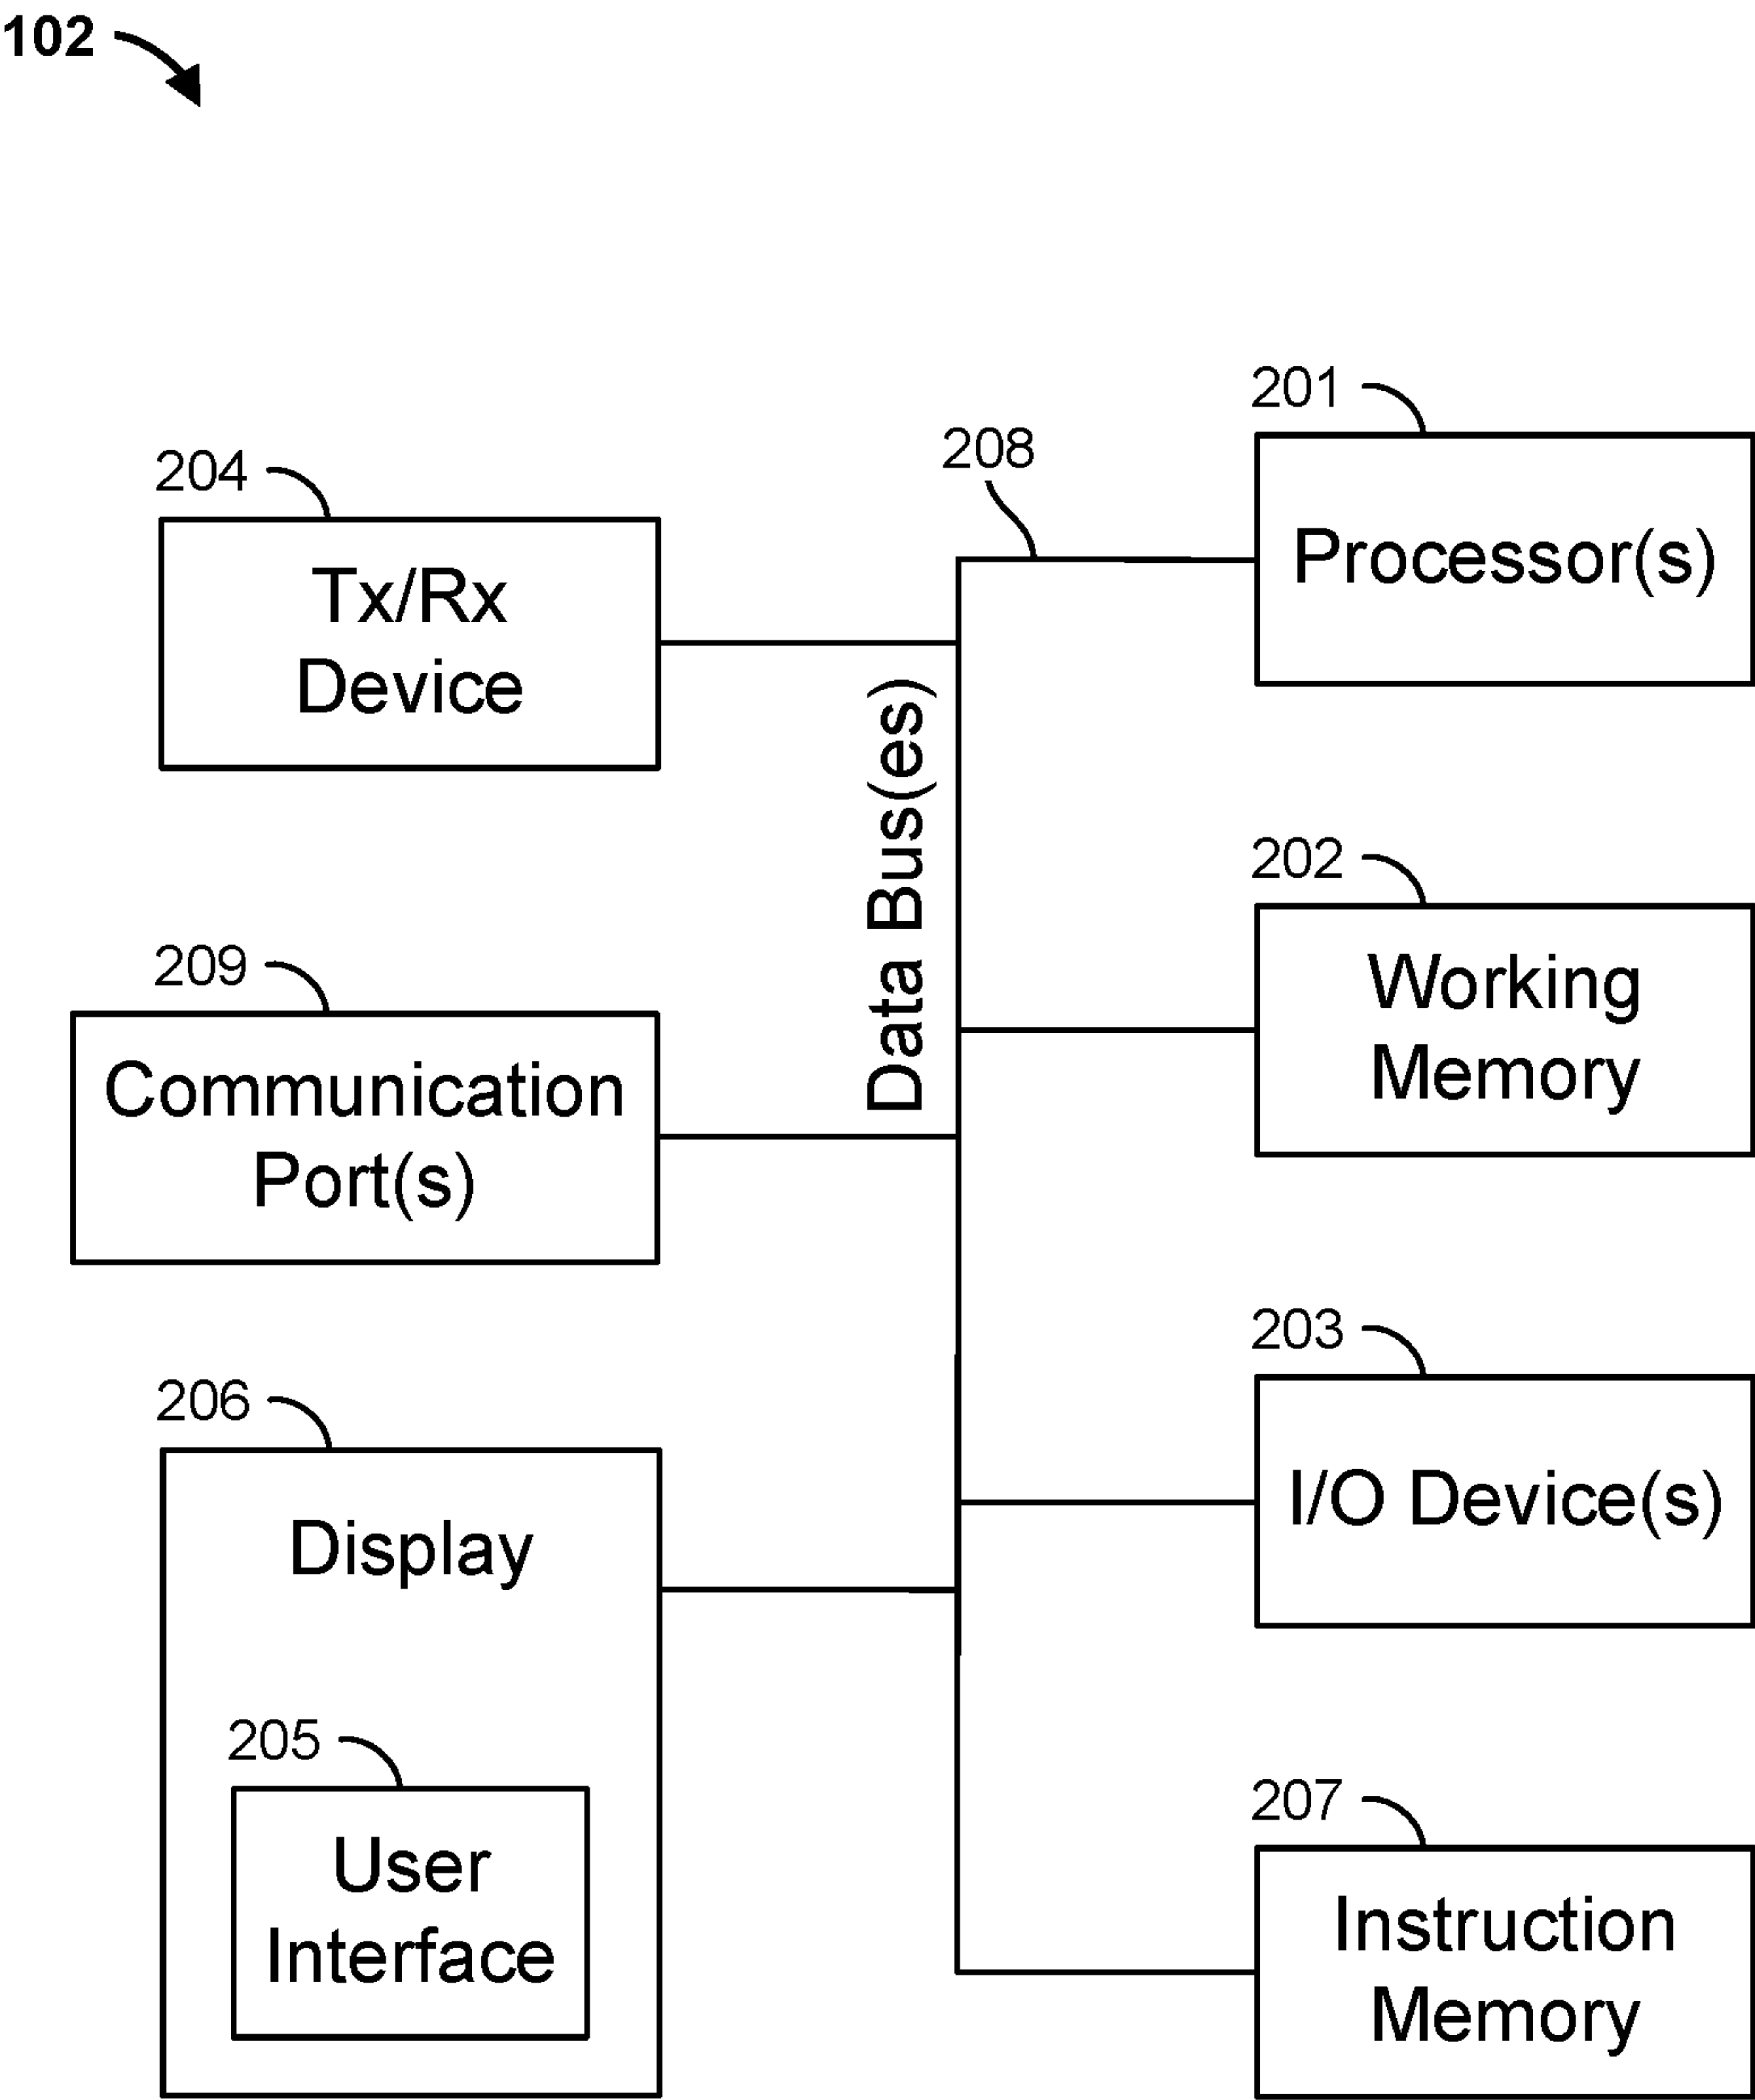 102
204
Tx/Rx
Device
209
Communication
Port(s)
206
Display
205
User
Interface
Data Bus(es)
208
201
Processor(s)
202
Working
Memory
203
I/O Device(s)
207
Instruction
Memory